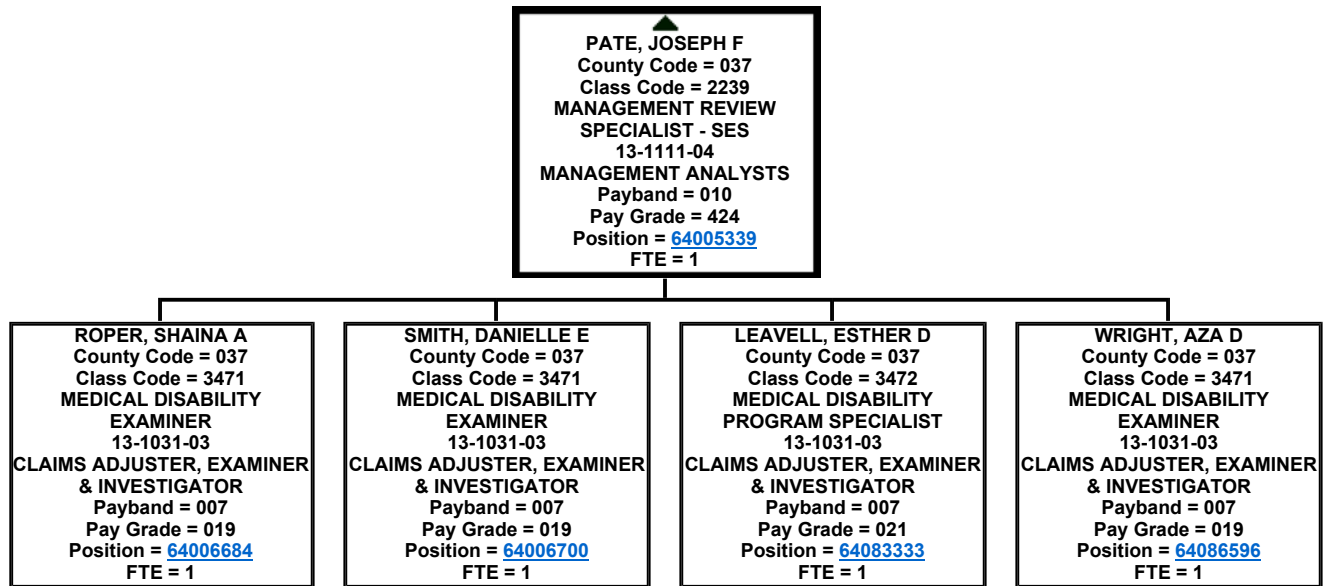 PATE, JOSEPH F
County Code = 037
Class Code = 2239
MANAGEMENT REVIEW
SPECIALIST - SES
13-1111-04
MANAGEMENT ANALYSTS
Payband = 010
Pay Grade = 424
Position = 64005339
FTE = 1
ROPER, SHAINA A
County Code = 037
Class Code = 3471
MEDICAL DISABILITY
EXAMINER
13-1031-03
CLAIMS ADJUSTER, EXAMINER
& INVESTIGATOR
Payband = 007
Pay Grade = 019
Position = 64006684
FTE = 1
SMITH, DANIELLE E
County Code = 037
Class Code = 3471
MEDICAL DISABILITY
EXAMINER
13-1031-03
CLAIMS ADJUSTER, EXAMINER
& INVESTIGATOR
Payband = 007
Pay Grade = 019
Position = 64006700
FTE = 1
LEAVELL, ESTHER D
County Code = 037
Class Code = 3472
MEDICAL DISABILITY
PROGRAM SPECIALIST
13-1031-03
CLAIMS ADJUSTER, EXAMINER
& INVESTIGATOR
Payband = 007
Pay Grade = 021
Position = 64083333
FTE = 1
WRIGHT, AZA D
County Code = 037
Class Code = 3471
MEDICAL DISABILITY
EXAMINER
13-1031-03
CLAIMS ADJUSTER, EXAMINER
& INVESTIGATOR
Payband = 007
Pay Grade = 019
Position = 64086596
FTE = 1